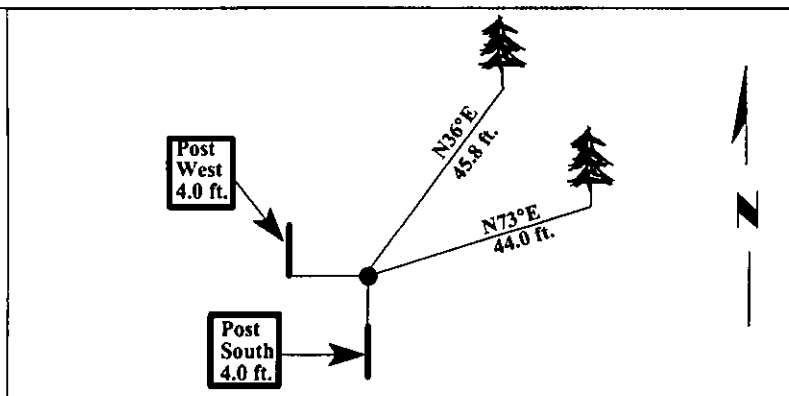 N36°E
45.8 ft.
Post
West
4.0 ft.
N73°E
44.0 ft.
N
Post
South
4.0 ft.